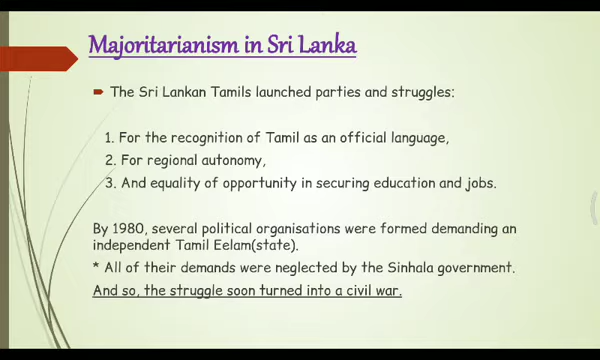 Majoritarianism in Sri Lanka
The Sri Lankan Tamils launched parties and struggles:
1. For the recognition of Tamil as an official language,
2. For regional autonomy,
3. And equality of opportunity in securing education and jobs.
By 1980, several political organisations were formed demanding an
independent Tamil Eelam(state).
* All of their demands were neglected by the Sinhala government.
And so, the struggle soon turned into a civil war.